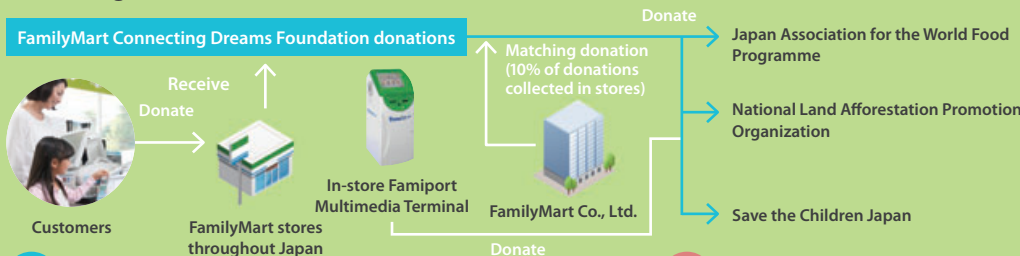 Donate
FamilyMart Connecting Dreams Foundation donations
Japan Association for the World Food
Programme
Matching donation
(10% of donations
collected in stores)
Receive
Donate
National Land Afforestation Promotion
Organization
In-store Famiport
Multimedia Terminal
FamilyMart Co., Ltd.
Save the Children Japan
Customers
FamilyMart stores
throughout Japan
Donate